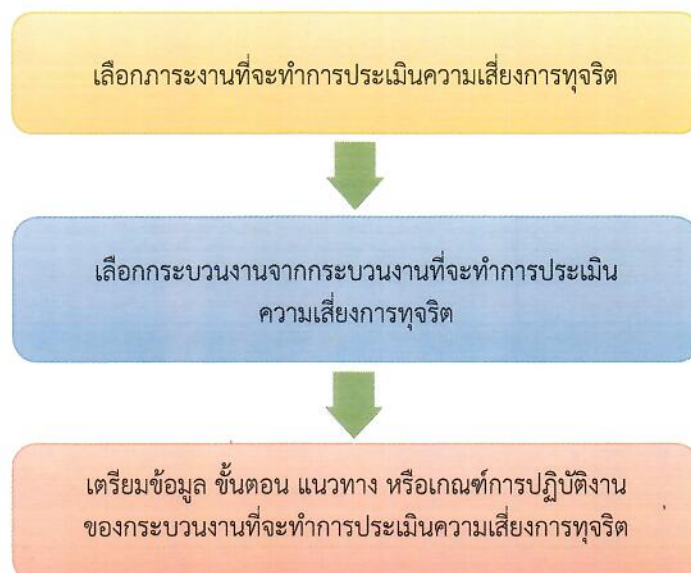 เลือกภาระงานที่จะทำการประเมินความเสี่ยงการทุจริต
เลือกกระบวนงานจากกระบวนงานที่จะทำการประเมิน
ความเสี่ยงการทุจริต
เตรียมข้อมูล ขั้นตอน แนวทาง หรือเกณฑ์การปฏิบัติงาน
ของกระบวนงานที่จะทำการประเมินความเสี่ยงการทุจริต